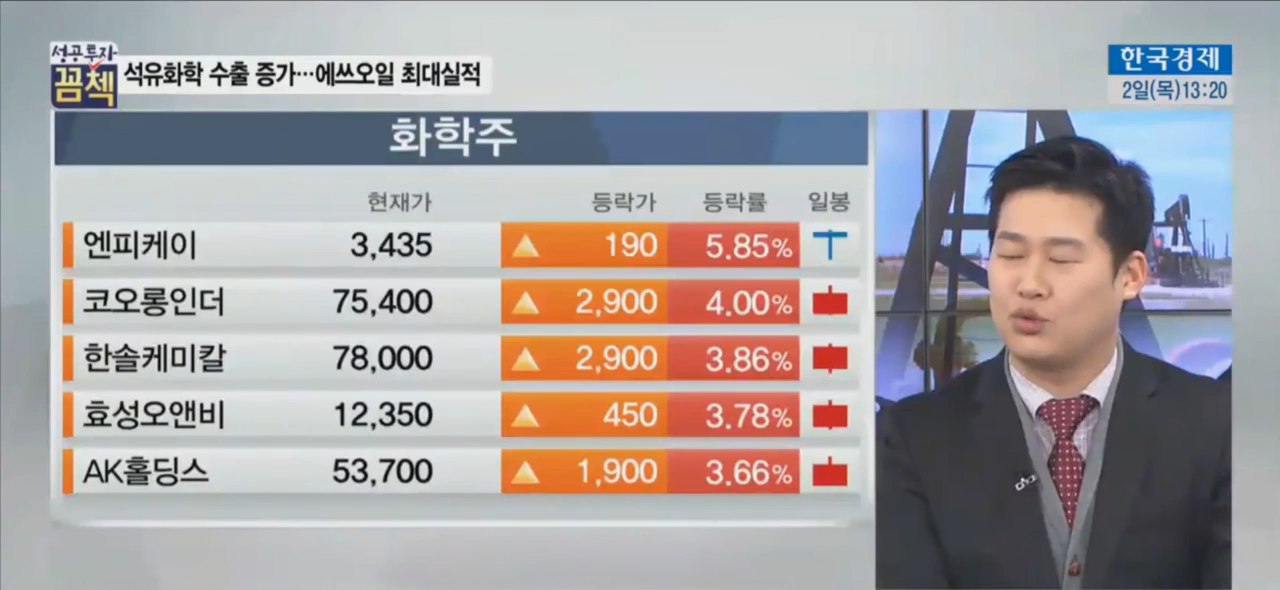 성공투자
꼼첵
석유화학 수출 증가…에쓰오일 최대실적
한국경제
2일(목)13:20
화학주
현재가 등락가 등락률 일봉
엔피케이 3,435 ▲ 190 5.85%
코오롱인더 75,400 ▲ 2,900 4.00%
한솔케미칼 78,000 ▲ 2,900 3.86%
효성오앤비 12,350 ▲ 450 3.78%
AK홀딩스 53,700 ▲ 1,900 3.66%